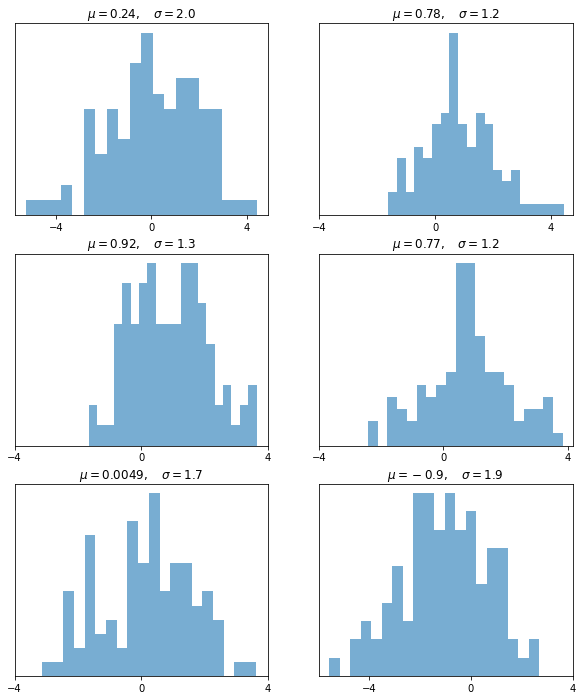 μ = 0.24, σ = 2.0
μ = 0.78, σ = 1.2
−4 0 4
−4 0 4
μ = 0.92, σ = 1.3
μ = 0.77, σ = 1.2
−4 0 4
−4 0 4
μ = 0.0049, σ = 1.7
μ = −0.9, σ = 1.9
−4 0 4
−4 0 4